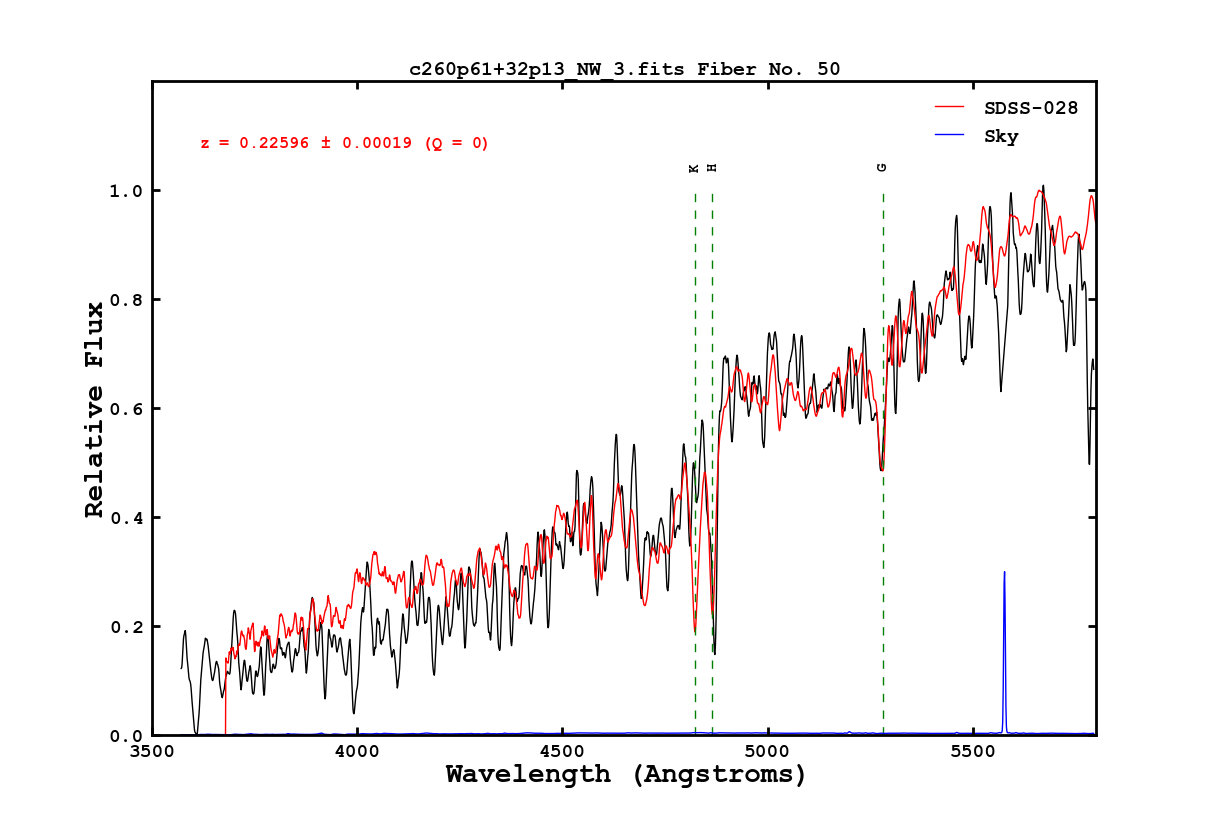 c260p61+32p13_NW_3.fits Fiber No. 50
SDSS-028
Sky
z = 0.22596 ± 0.00019 (Q = 0)
K
H
G
1.0
0.8
0.6
0.4
0.2
0.0
Relative Flux
3500
4000
4500
5000
5500
Wavelength (Angstroms)